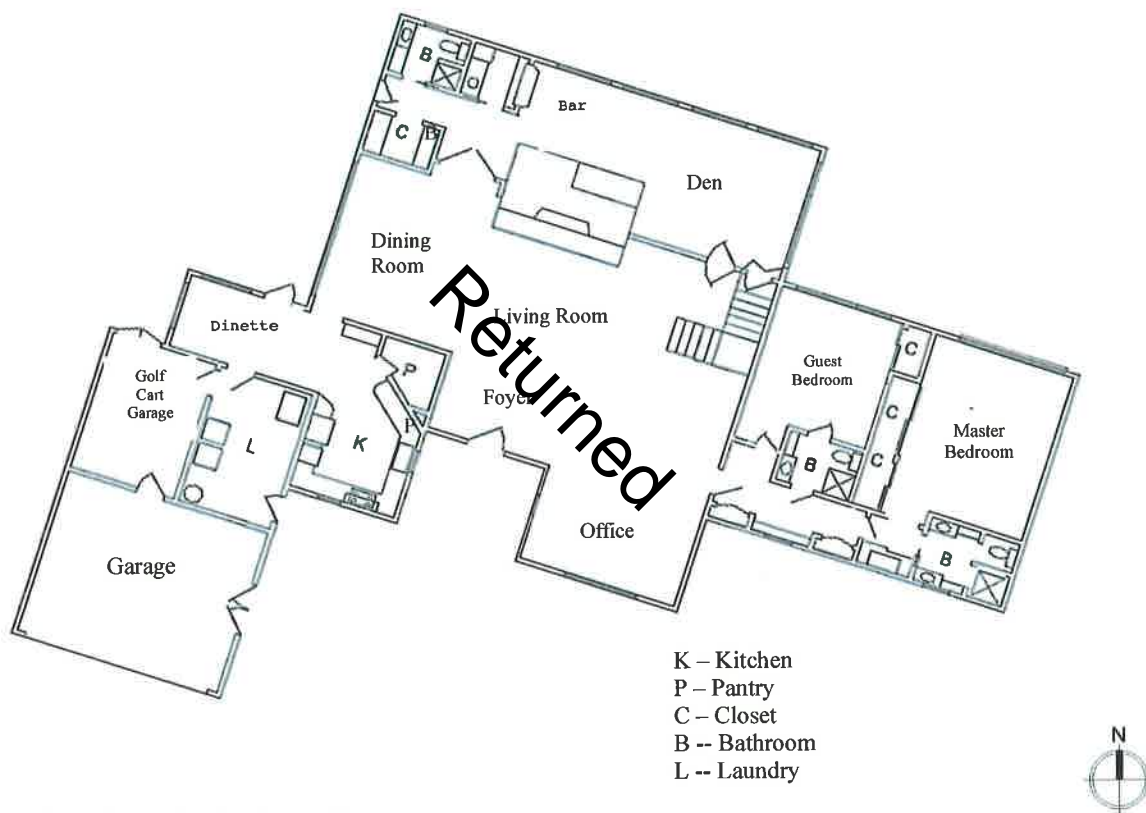 B
Bar
C
B
Den
Dining
Room
Returned
Living Room
Dinette
Guest
Bedroom
C
Golf
Cart
Garage
P
Foyer
C
P
Master
Bedroom
L
K
B
C
Office
B
Garage
K – Kitchen
P – Pantry
C – Closet
B -- Bathroom
L -- Laundry
N